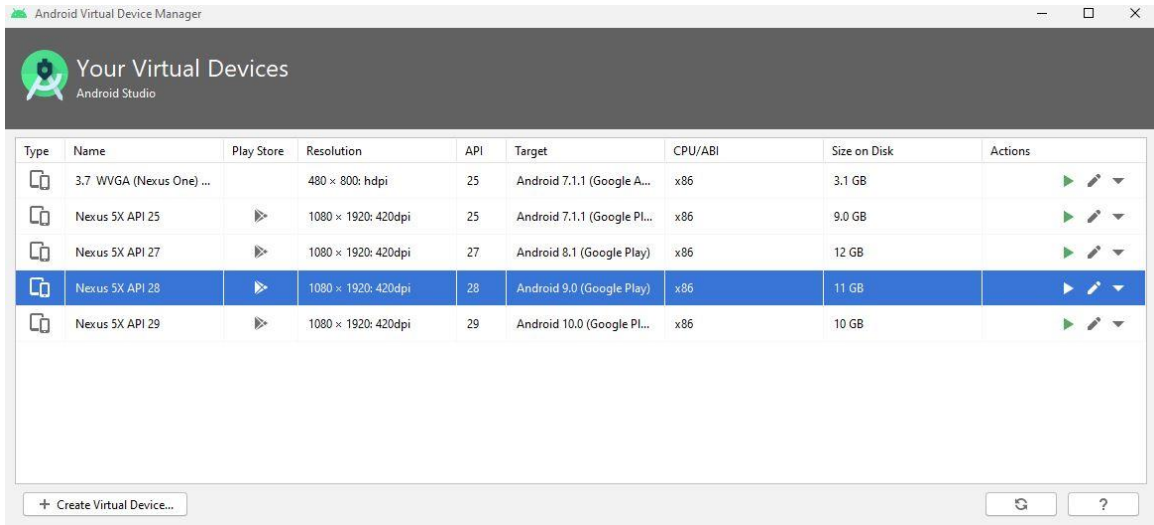 Android Virtual Device Manager
Your Virtual Devices
Android Studio
Type Name Play Store Resolution API Target CPU/ABI Size on Disk Actions
3.7 WVGA (Nexus One) ... 480 × 800: hdpi 25 Android 7.1.1 (Google A... x86 3.1 GB
Nexus 5X API 25 1080 × 1920: 420dpi 25 Android 7.1.1 (Google Pl... x86 9.0 GB
Nexus 5X API 27 1080 × 1920: 420dpi 27 Android 8.1 (Google Play) x86 12 GB
Nexus 5X API 28 1080 × 1920: 420dpi 28 Android 9.0 (Google Play) x86 11 GB
Nexus 5X API 29 1080 × 1920: 420dpi 29 Android 10.0 (Google Pl... x86 10 GB
+ Create Virtual Device... ?